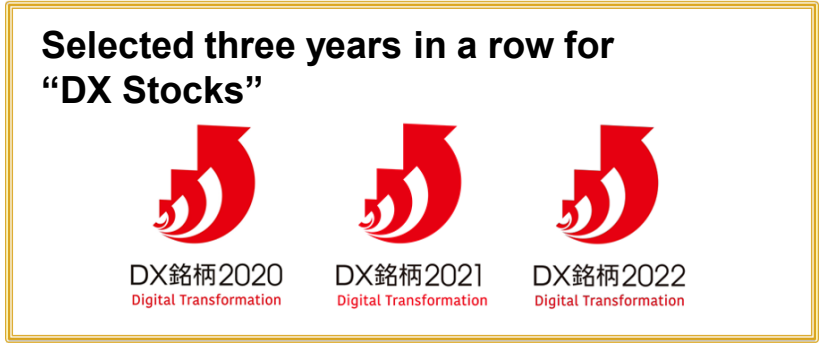 Selected three years in a row for
“DX Stocks”
DX銘柄2020
Digital Transformation
DX銘柄2021
Digital Transformation
DX銘柄2022
Digital Transformation